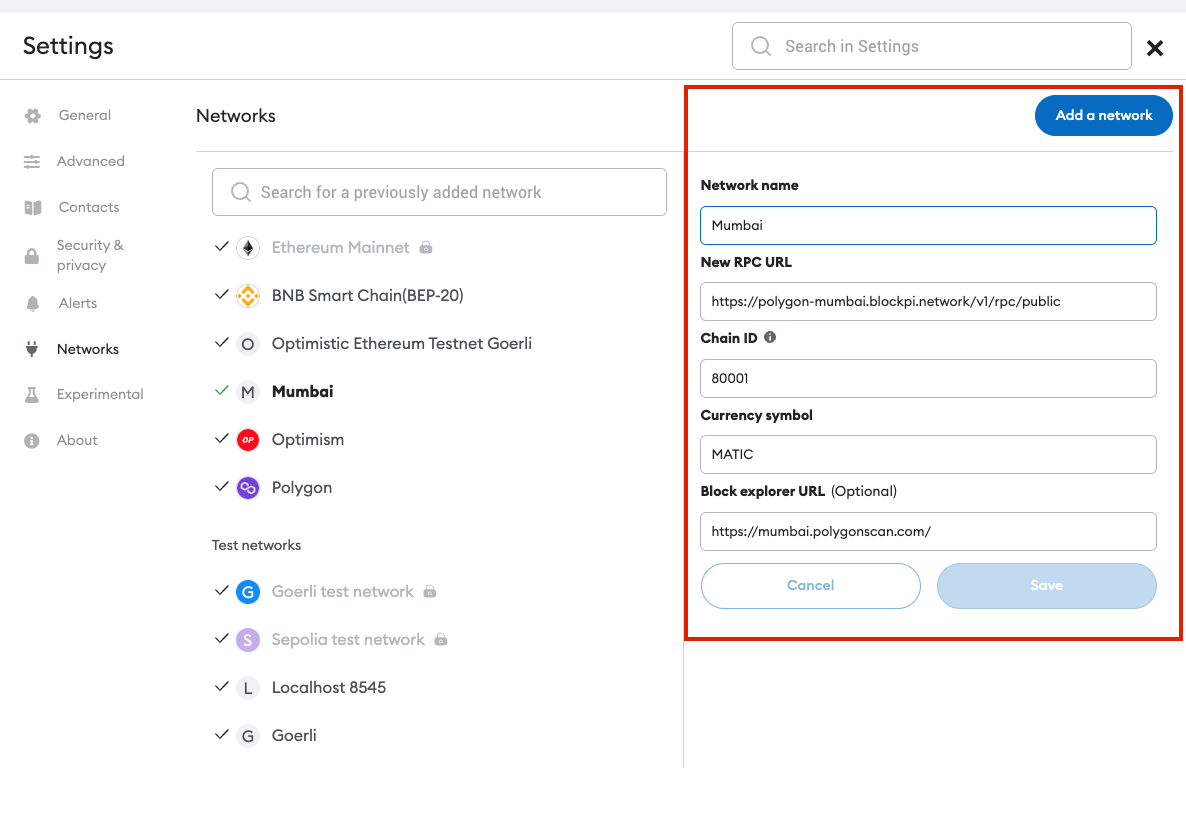 Settings
Search in Settings
General
Advanced
Contacts
Security &
privacy
Alerts
Networks
Experimental
About
Networks
Search for a previously added network
Ethereum Mainnet
BNB Smart Chain(BEP-20)
O Optimistic Ethereum Testnet Goerli
M Mumbai
OP Optimism
Polygon
Test networks
G Goerli test network
S Sepolia test network
L Localhost 8545
G Goerli
Add a network
Network name
Mumbai
New RPC URL
https://polygon-mumbai.blockpi.network/v1/rpc/public
Chain ID
80001
Currency symbol
MATIC
Block explorer URL (Optional)
https://mumbai.polygonscan.com/
Cancel
Save